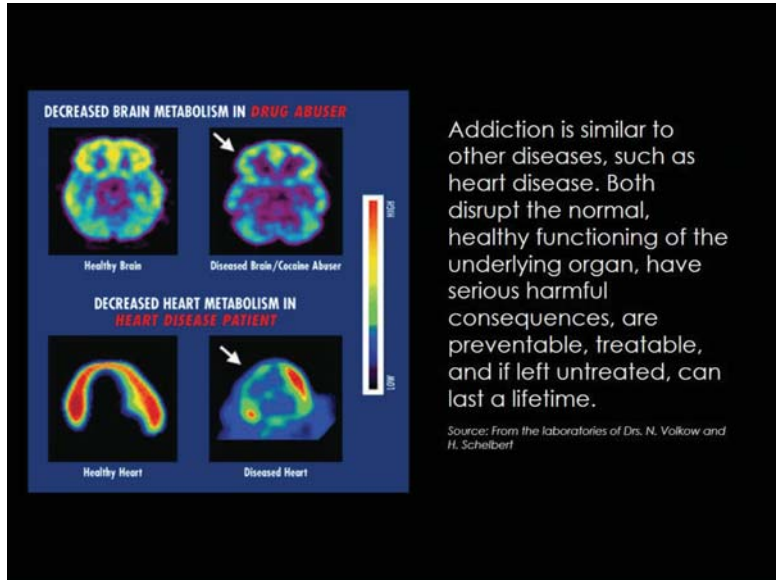 DECREASED BRAIN METABOLISM IN DRUG ABUSER
Healthy Brain
Diseased Brain/Cocaine Abuser
DECREASED HEART METABOLISM IN
HEART DISEASE PATIENT
Healthy Heart
Diseased Heart
HIGH
LOW
Addiction is similar to
other diseases, such as
heart disease. Both
disrupt the normal,
healthy functioning of the
underlying organ, have
serious harmful
consequences, are
preventable, treatable,
and if left untreated, can
last a lifetime.
Source: From the laboratories of Drs. N. Volkow and
H. Schelbert